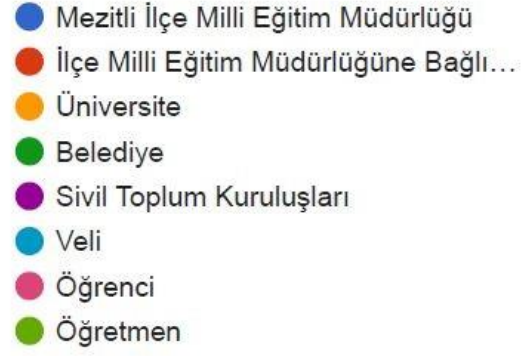 Mezitli İlçe Milli Eğitim Müdürlüğü
İlçe Milli Eğitim Müdürlüğüne Bağlı…
Üniversite
Belediye
Sivil Toplum Kuruluşları
Veli
Öğrenci
Öğretmen